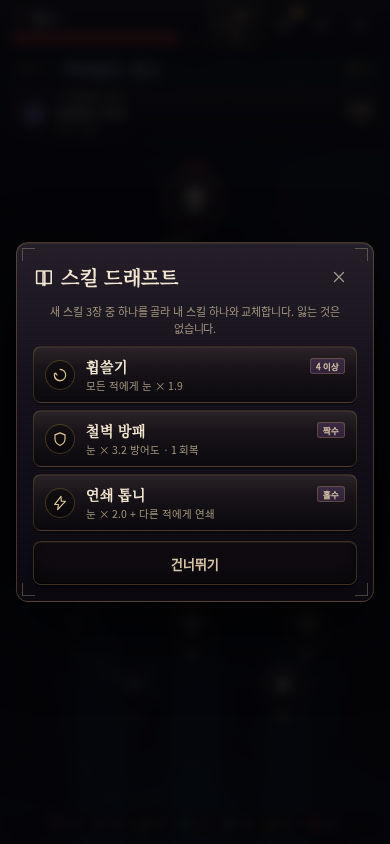 스킬 드래프트
새 스킬 3장 중 하나를 골라 내 스킬 하나와 교체합니다. 잃는 것은
없습니다.
휩쓸기
4 이상
모든 적에게 눈 × 1.9
철벽 방패
짝수
눈 × 3.2 방어도 · 1 회복
연쇄 톱니
홀수
눈 × 2.0 + 다른 적에게 연쇄
건너뛰기